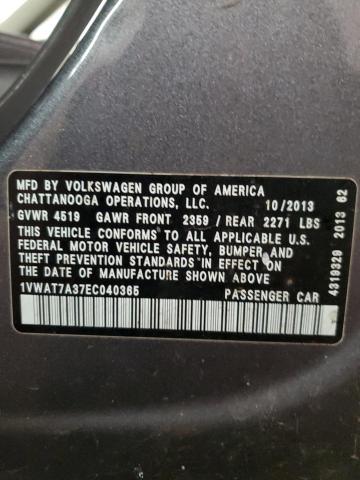 MFD BY VOLKSWAGEN GROUP OF AMERICA
CHATTANOOGA OPERATIONS, LLC. 10/2013
GVWR 4519 GAWR FRONT 2359 / REAR 2271 LBS
THIS VEHICLE CONFORMS TO ALL APPLICABLE U.S.
FEDERAL MOTOR VEHICLE SAFETY, BUMPER AND
THEFT PREVENTION STANDARDS IN EFFECT ON
THE DATE OF MANUFACTURE SHOWN ABOVE
1VWAT7A37EC040365 PASSENGER CAR
4319329 2013 62